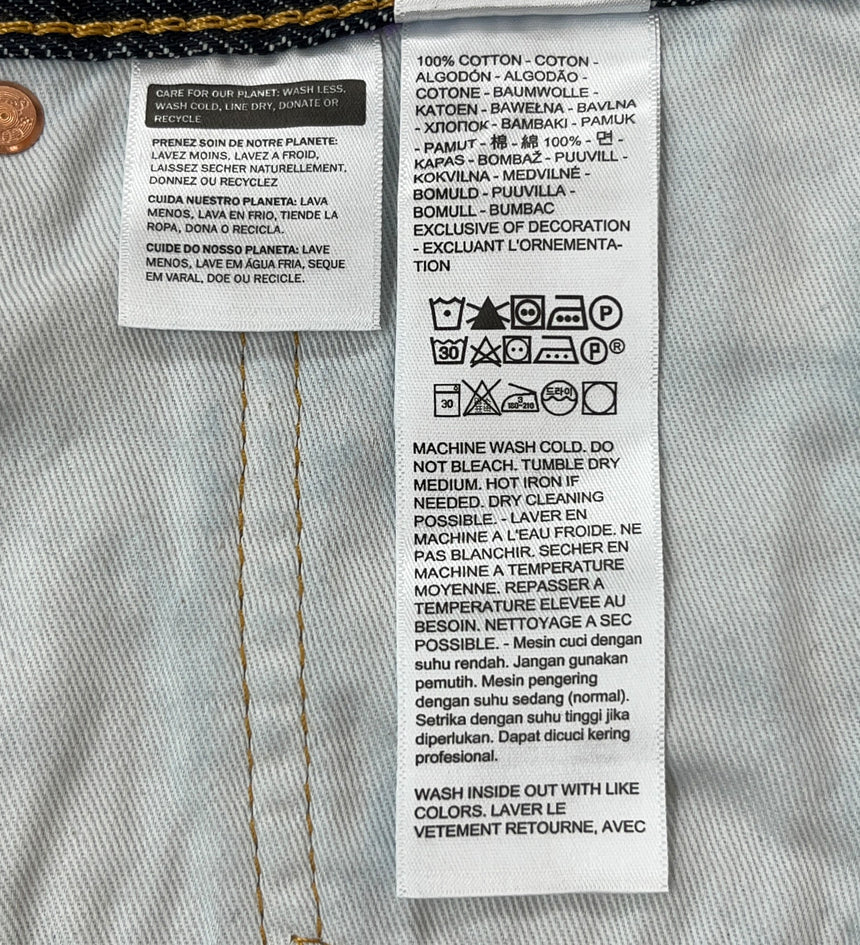 CARE FOR OUR PLANET: WASH LESS,
WASH COLD, LINE DRY, DONATE OR
RECYCLE
PRENEZ SOIN DE NOTRE PLANETE:
LAVEZ MOINS, LAVEZ A FROID,
LAISSEZ SECHER NATURELLEMENT,
DONNEZ OU RECYCLEZ
CUIDA NUESTRO PLANETA: LAVA
MENOS, LAVA EN FRIO, TIENDE LA
ROPA, DONA O RECICLA.
CUIDE DO NOSSO PLANETA: LAVE
MENOS, LAVE EM ÁGUA FRIA, SEQUE
EM VARAL, DOE OU RECICLE.
100% COTTON - COTON -
ALGODÓN - ALGODÃO -
COTONE - BAUMWOLLE -
KATOEN - BAWEŁNA - BAVLNA
- ХЛОПОК - BAMBAKI - PAMUK
- PAMUT - 棉 - 綿 100% - 면 -
KAPAS - BOMBAŽ - PUUVILL -
KOKVILNA - MEDVILNĖ -
BOMULD - PUUVILLA -
BOMULL - BUMBAC
EXCLUSIVE OF DECORATION
- EXCLUANT L'ORNEMENTA-
TION
P
30 P ®
30 3 180~210 드라이
MACHINE WASH COLD. DO
NOT BLEACH. TUMBLE DRY
MEDIUM. HOT IRON IF
NEEDED. DRY CLEANING
POSSIBLE. - LAVER EN
MACHINE A L'EAU FROIDE. NE
PAS BLANCHIR. SECHER EN
MACHINE A TEMPERATURE
MOYENNE. REPASSER A
TEMPERATURE ELEVEE AU
BESOIN. NETTOYAGE A SEC
POSSIBLE. - Mesin cuci dengan
suhu rendah. Jangan gunakan
pemutih. Mesin pengering
dengan suhu sedang (normal).
Setrika dengan suhu tinggi jika
diperlukan. Dapat dicuci kering
profesional.
WASH INSIDE OUT WITH LIKE
COLORS. LAVER LE
VETEMENT RETOURNE, AVEC